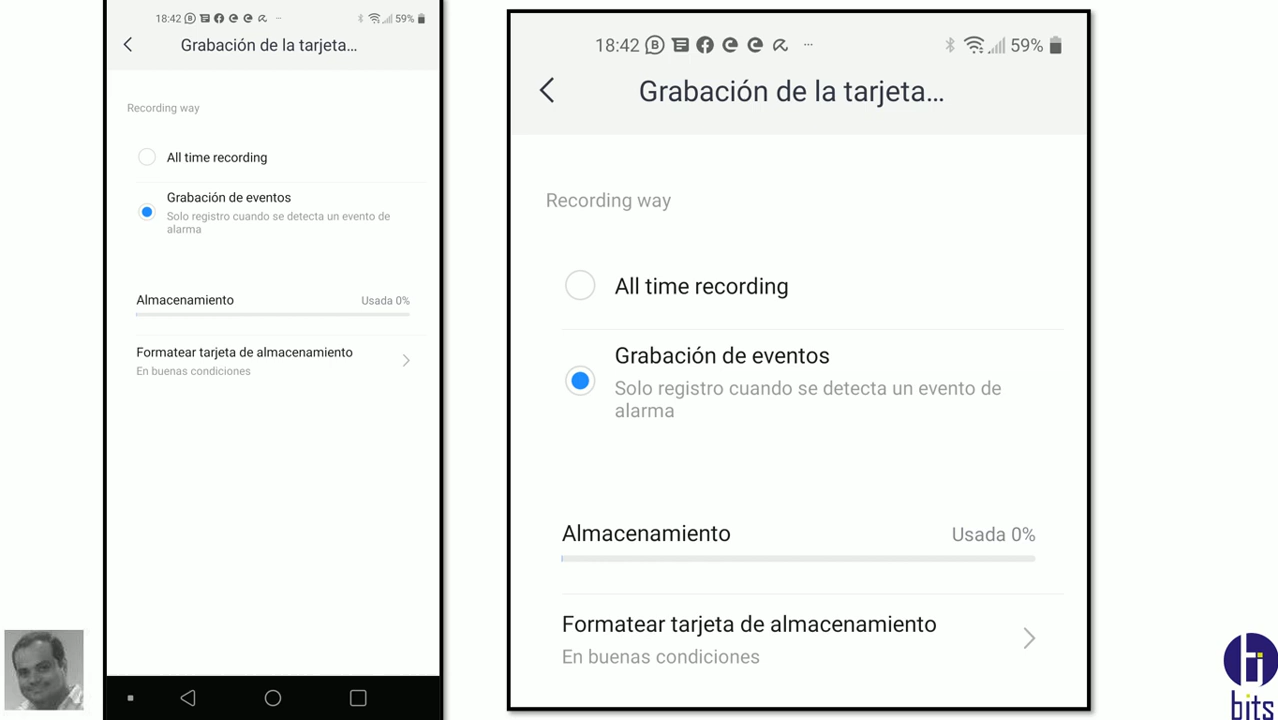 18:42
59%
Grabación de la tarjeta...
Recording way
All time recording
Grabación de eventos
Solo registro cuando se detecta un evento de
alarma
Almacenamiento
Usada 0%
Formatear tarjeta de almacenamiento
En buenas condiciones
18:42
59%
Grabación de la tarjeta...
Recording way
All time recording
Grabación de eventos
Solo registro cuando se detecta un evento de
alarma
Almacenamiento
Usada 0%
Formatear tarjeta de almacenamiento
En buenas condiciones
bits